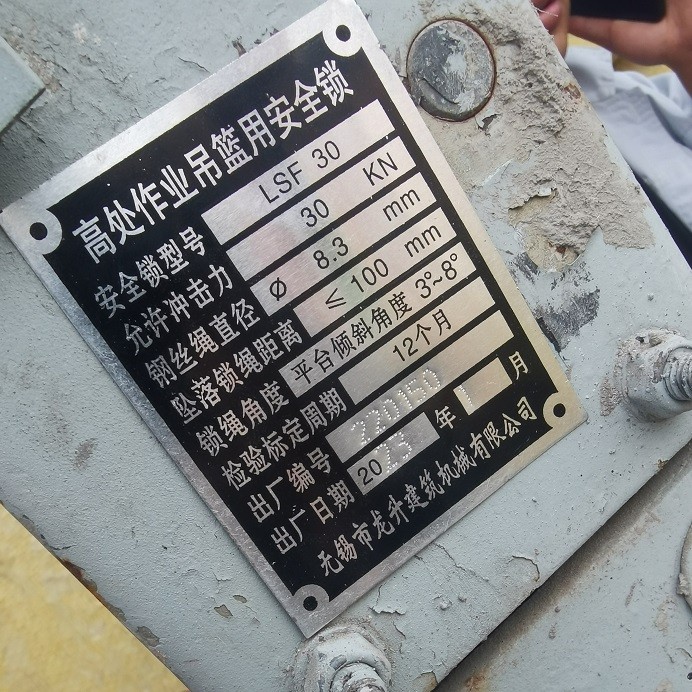 高处作业吊篮用安全锁
安全锁型号 LSF 30
允许冲击力 30 KN
钢丝绳直径 Ø 8.3 mm
坠落锁绳距离 ≤100 mm
锁绳角度 平台倾斜角度 3°~8°
检验标定周期 12个月
出厂编号 220150
出厂日期 2023 年 1 月
无锡市龙升建筑机械有限公司